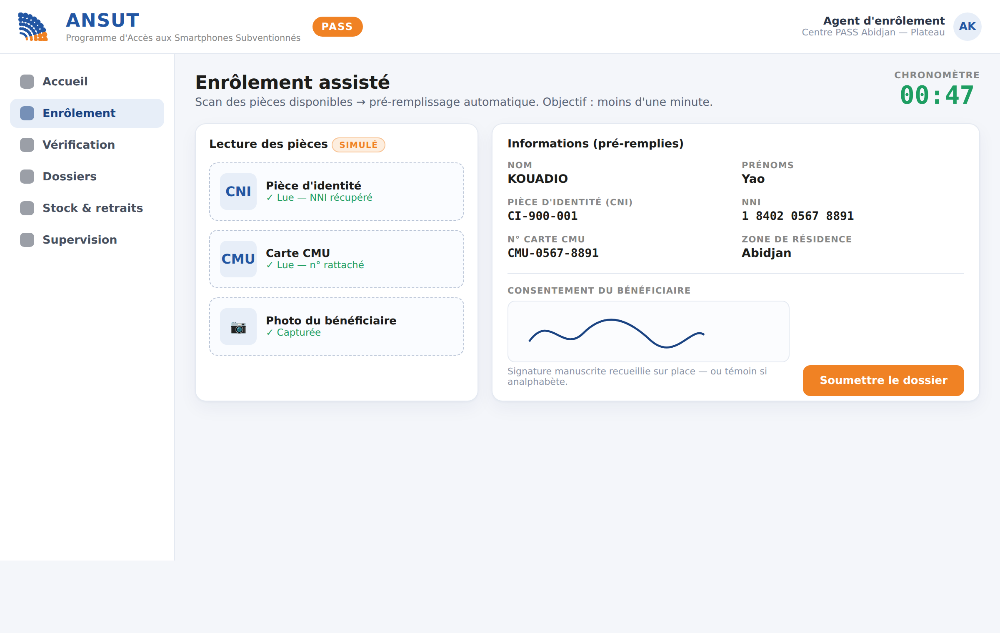 ANSUT
Programme d'Accès aux Smartphones Subventionnés
PASS
Agent d'enrôlement
Centre PASS Abidjan — Plateau
AK
Accueil
Enrôlement
Vérification
Dossiers
Stock & retraits
Supervision
Enrôlement assisté
Scan des pièces disponibles → pré-remplissage automatique. Objectif : moins d'une minute.
CHRONOMÈTRE
00:47
Lecture des pièces SIMULÉ
CNI
Pièce d'identité
✓ Lue — NNI récupéré
CMU
Carte CMU
✓ Lue — n° rattaché
Photo du bénéficiaire
✓ Capturée
Informations (pré-remplies)
NOM
KOUADIO
PRÉNOMS
Yao
PIÈCE D'IDENTITÉ (CNI)
CI-900-001
NNI
1 8402 0567 8891
N° CARTE CMU
CMU-0567-8891
ZONE DE RÉSIDENCE
Abidjan
CONSENTEMENT DU BÉNÉFICIAIRE
Signature manuscrite recueillie sur place — ou témoin si
analphabète.
Soumettre le dossier